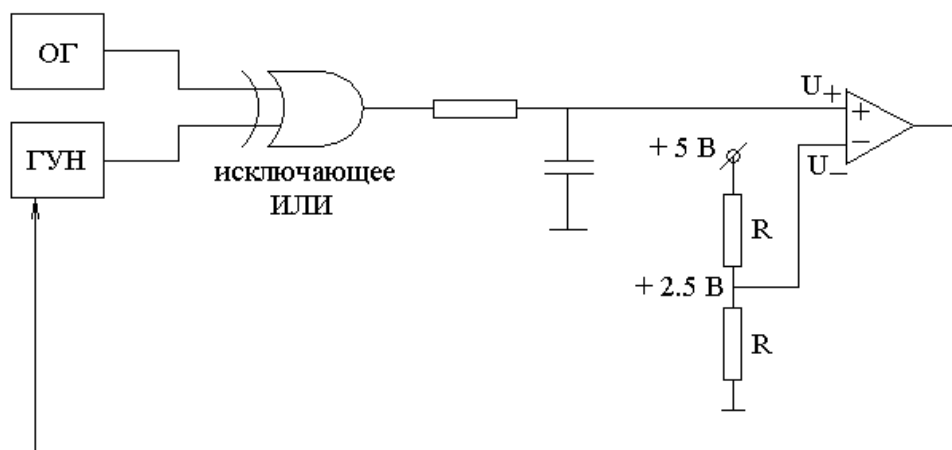 ОГ
ГУН
исключающее
ИЛИ
U+
+
+ 5 В
−
U−
R
+ 2.5 В
R